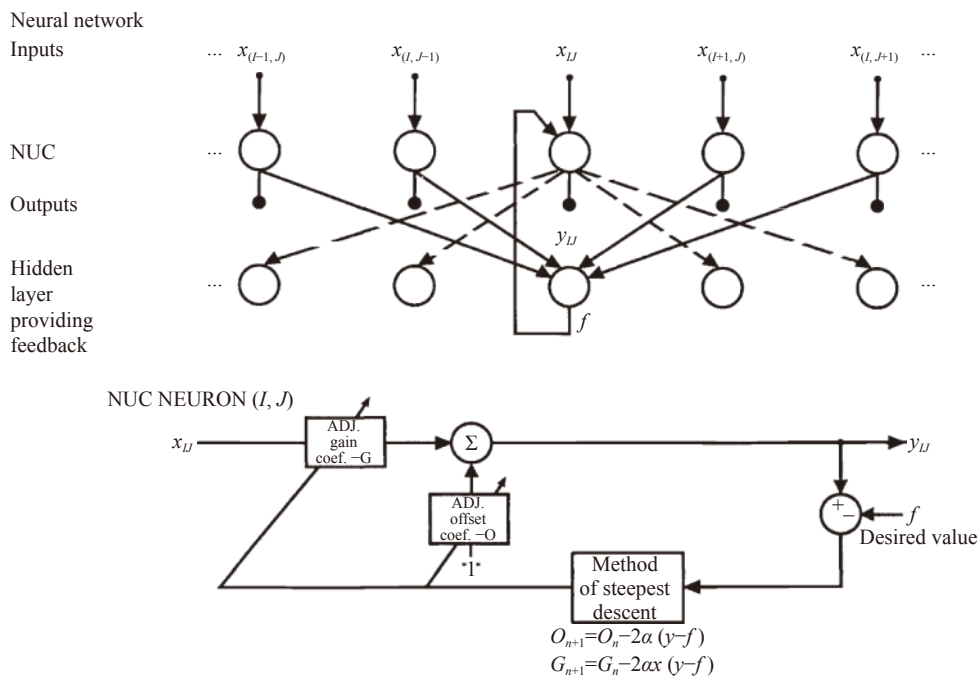 Neural network
Inputs ... x(I−1, J) x(I, J−1) xIJ x(I+1, J) x(I, J+1) ...
NUC ... ...
Outputs
yIJ
Hidden
layer
providing
feedback
... ...
f
NUC NEURON (I, J)
xIJ
ADJ.
gain
coef. −G
Σ
yIJ
ADJ.
offset
coef. −O
"1"
+
−
f
Desired value
Method
of steepest
descent
On+1=On−2α (y−f)
Gn+1=Gn−2αx (y−f)